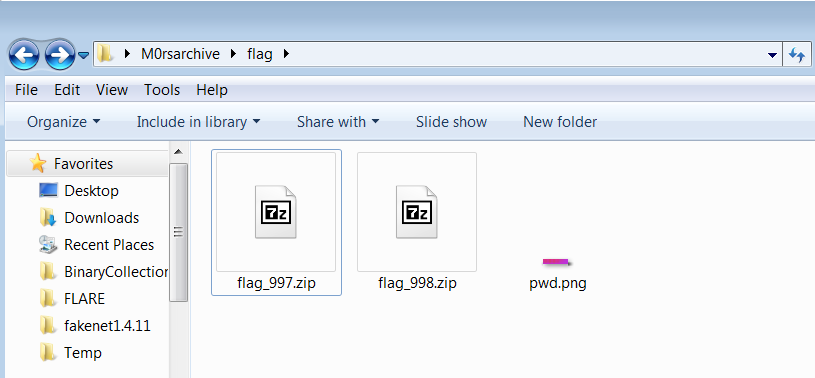 M0rsarchive flag
File Edit View Tools Help
Organize Include in library Share with Slide show New folder
Favorites
Desktop
Downloads
Recent Places
BinaryCollection
FLARE
fakenet1.4.11
Temp
7z 7z
flag_997.zip flag_998.zip pwd.png